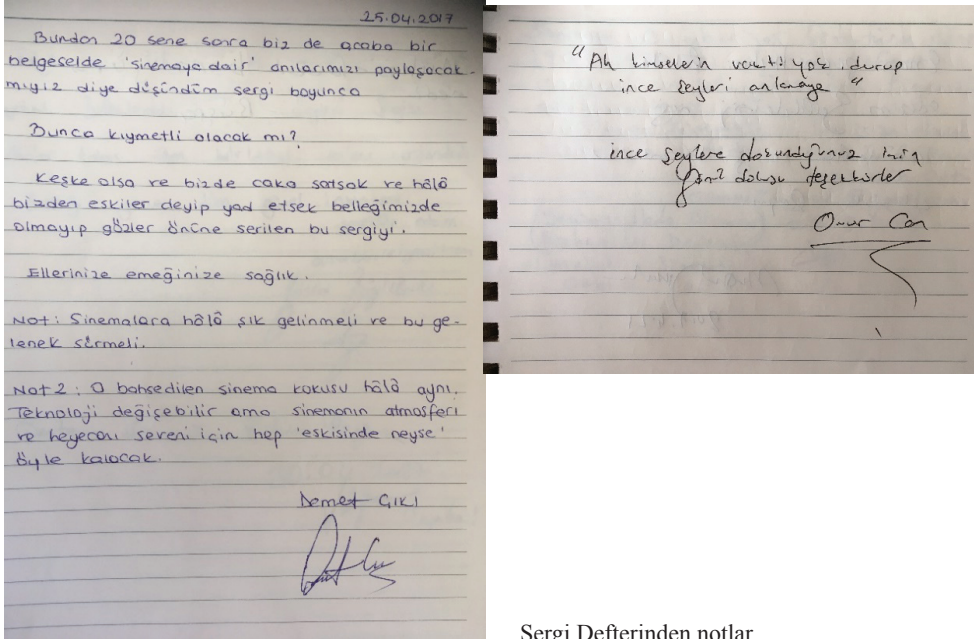 25.04.2017
Bundan 20 sene sonra biz de acaba bir
belgeselde 'sinemaya dair' anılarımızı paylaşacak-
mıyız diye düşündüm sergi boyunca
Bunca kıymetli olacak mı?
Keşke olsa ve bizde caka satsak ve hâlâ
bizden eskiler deyip yad etsek belleğimizde
olmayıp gözler önüne serilen bu sergiyi.
Ellerinize emeğinize sağlık.
Not: Sinemalara hâlâ sık gelinmeli ve bu ge-
lenek sürmeli.
Not2: O bahsedilen sinema kokusu hâlâ aynı.
Teknoloji değişebilir ama sinemanın atmosferi
ve heyecanı seveni için hep 'eskisinde neyse'
öyle kalacak.
Demet ÇIKI
"Ah kimselerin vakti yok durup
ince şeyleri anlamaya"
ince şeylere dokunduğunuz için
gönül dolusu teşekkürler
Onur Can
Sergi Defterinden notlar